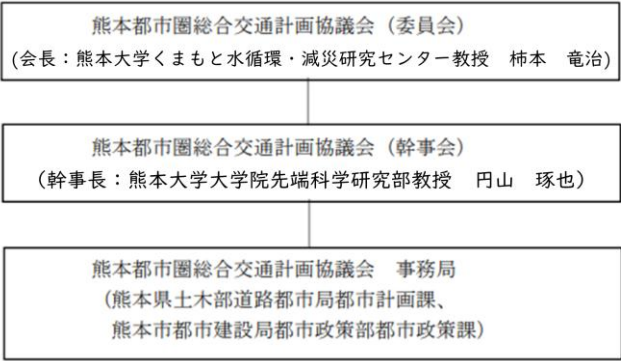 熊本都市圏総合交通計画協議会（委員会）
(会長：熊本大学くまもと水循環・減災研究センター教授　柿本　竜治)
熊本都市圏総合交通計画協議会（幹事会）
（幹事長：熊本大学大学院先端科学研究部教授　円山　琢也）
熊本都市圏総合交通計画協議会　事務局
（熊本県土木部道路都市局都市計画課、
熊本市都市建設局都市政策部都市政策課）